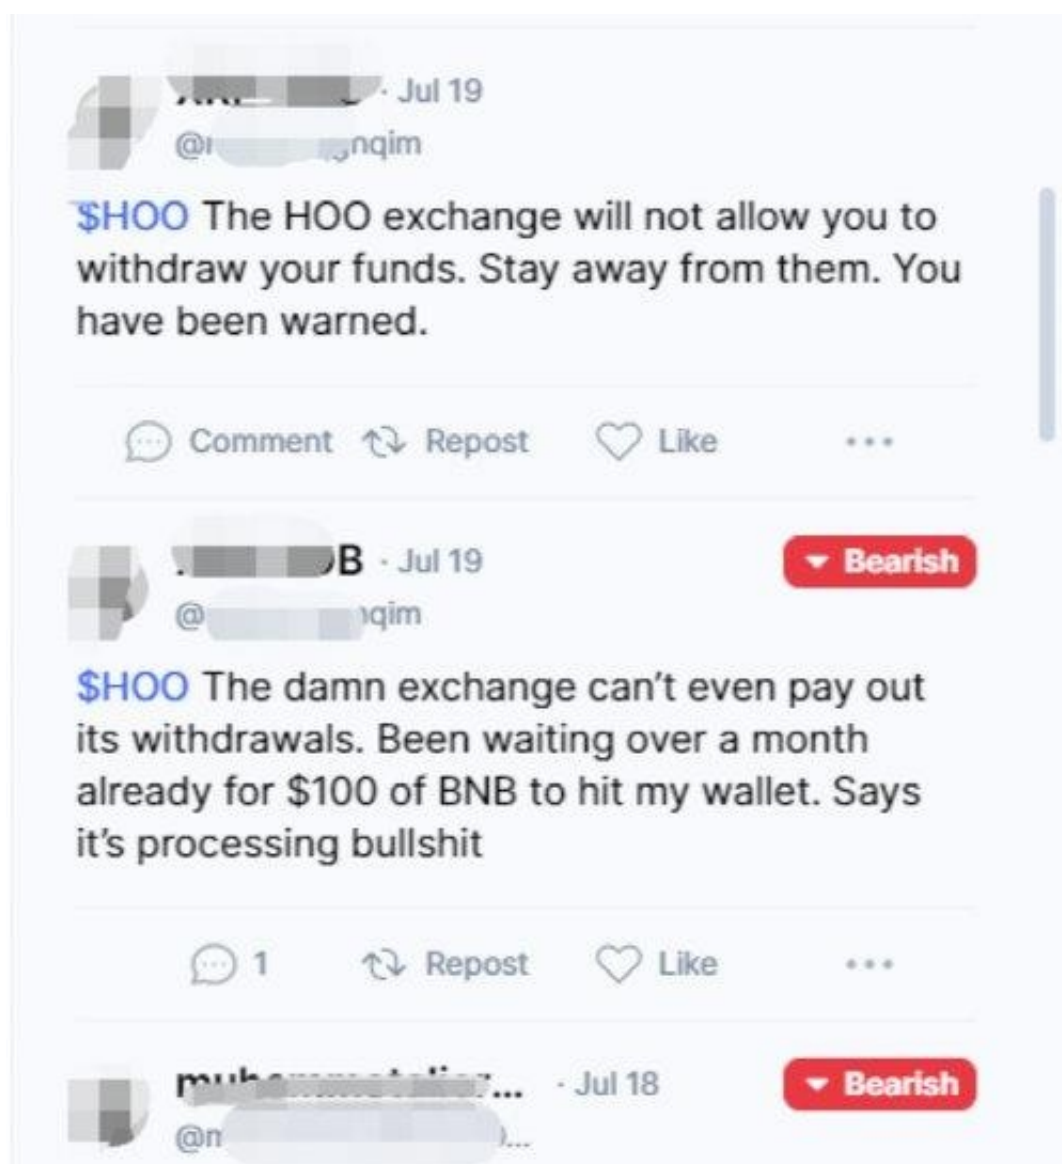 · Jul 19
$HOO The HOO exchange will not allow you to
withdraw your funds. Stay away from them. You
have been warned.
Comment Repost Like
· Jul 19
Bearish
$HOO The damn exchange can't even pay out
its withdrawals. Been waiting over a month
already for $100 of BNB to hit my wallet. Says
it's processing bullshit
1 Repost Like
· Jul 18
Bearish